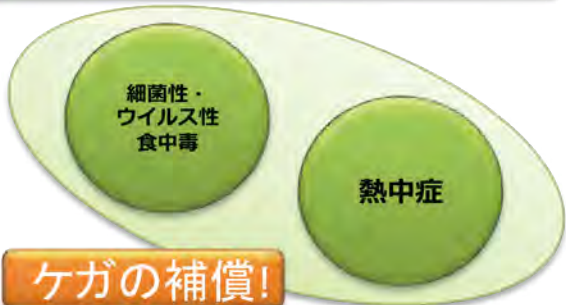 細菌性・
ウイルス性
食中毒
熱中症
ケガの補償!